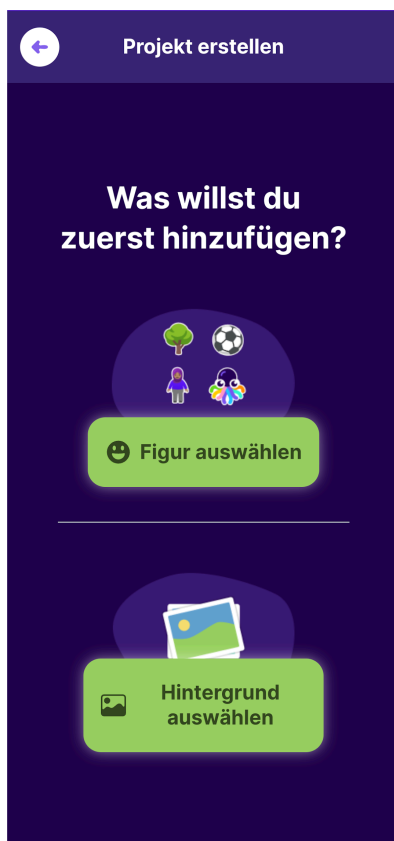 Projekt erstellen
Was willst du
zuerst hinzufügen?
Figur auswählen
Hintergrund
auswählen